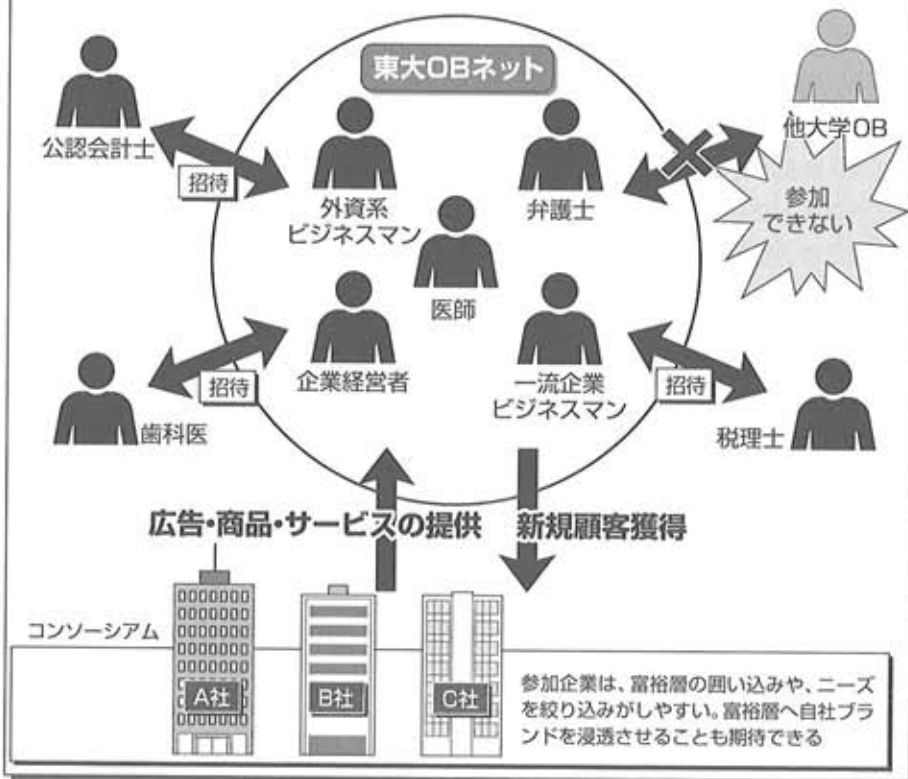 東大OBネット
公認会計士
招待
外資系
ビジネスマン
弁護士
他大学OB
参加
できない
医師
歯科医
招待
企業経営者
一流企業
ビジネスマン
招待
税理士
広告・商品・サービスの提供
新規顧客獲得
コンソーシアム
A社
B社
C社
参加企業は、富裕層の囲い込みや、ニーズ
を絞り込みがしやすい。富裕層へ自社ブラ
ンドを浸透させることも期待できる